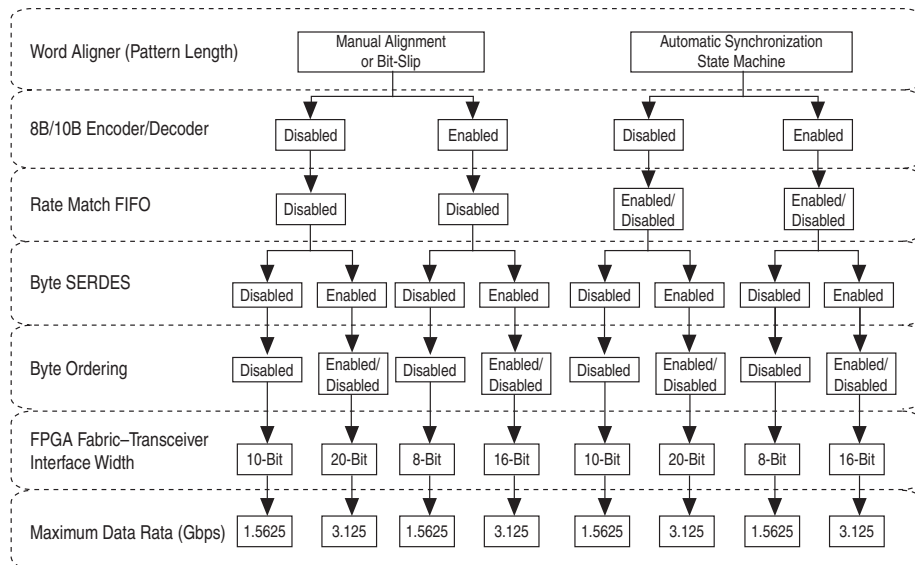 Word Aligner (Pattern Length)
Manual Alignment
or Bit-Slip
Automatic Synchronization
State Machine
8B/10B Encoder/Decoder
Disabled
Enabled
Disabled
Enabled
Rate Match FIFO
Disabled
Disabled
Enabled/
Disabled
Enabled/
Disabled
Byte SERDES
Disabled
Enabled
Disabled
Enabled
Disabled
Enabled
Disabled
Enabled
Byte Ordering
Disabled
Enabled/
Disabled
Disabled
Enabled/
Disabled
Disabled
Enabled/
Disabled
Disabled
Enabled/
Disabled
FPGA Fabric–Transceiver
Interface Width
10-Bit
20-Bit
8-Bit
16-Bit
10-Bit
20-Bit
8-Bit
16-Bit
Maximum Data Rata (Gbps)
1.5625
3.125
1.5625
3.125
1.5625
3.125
1.5625
3.125